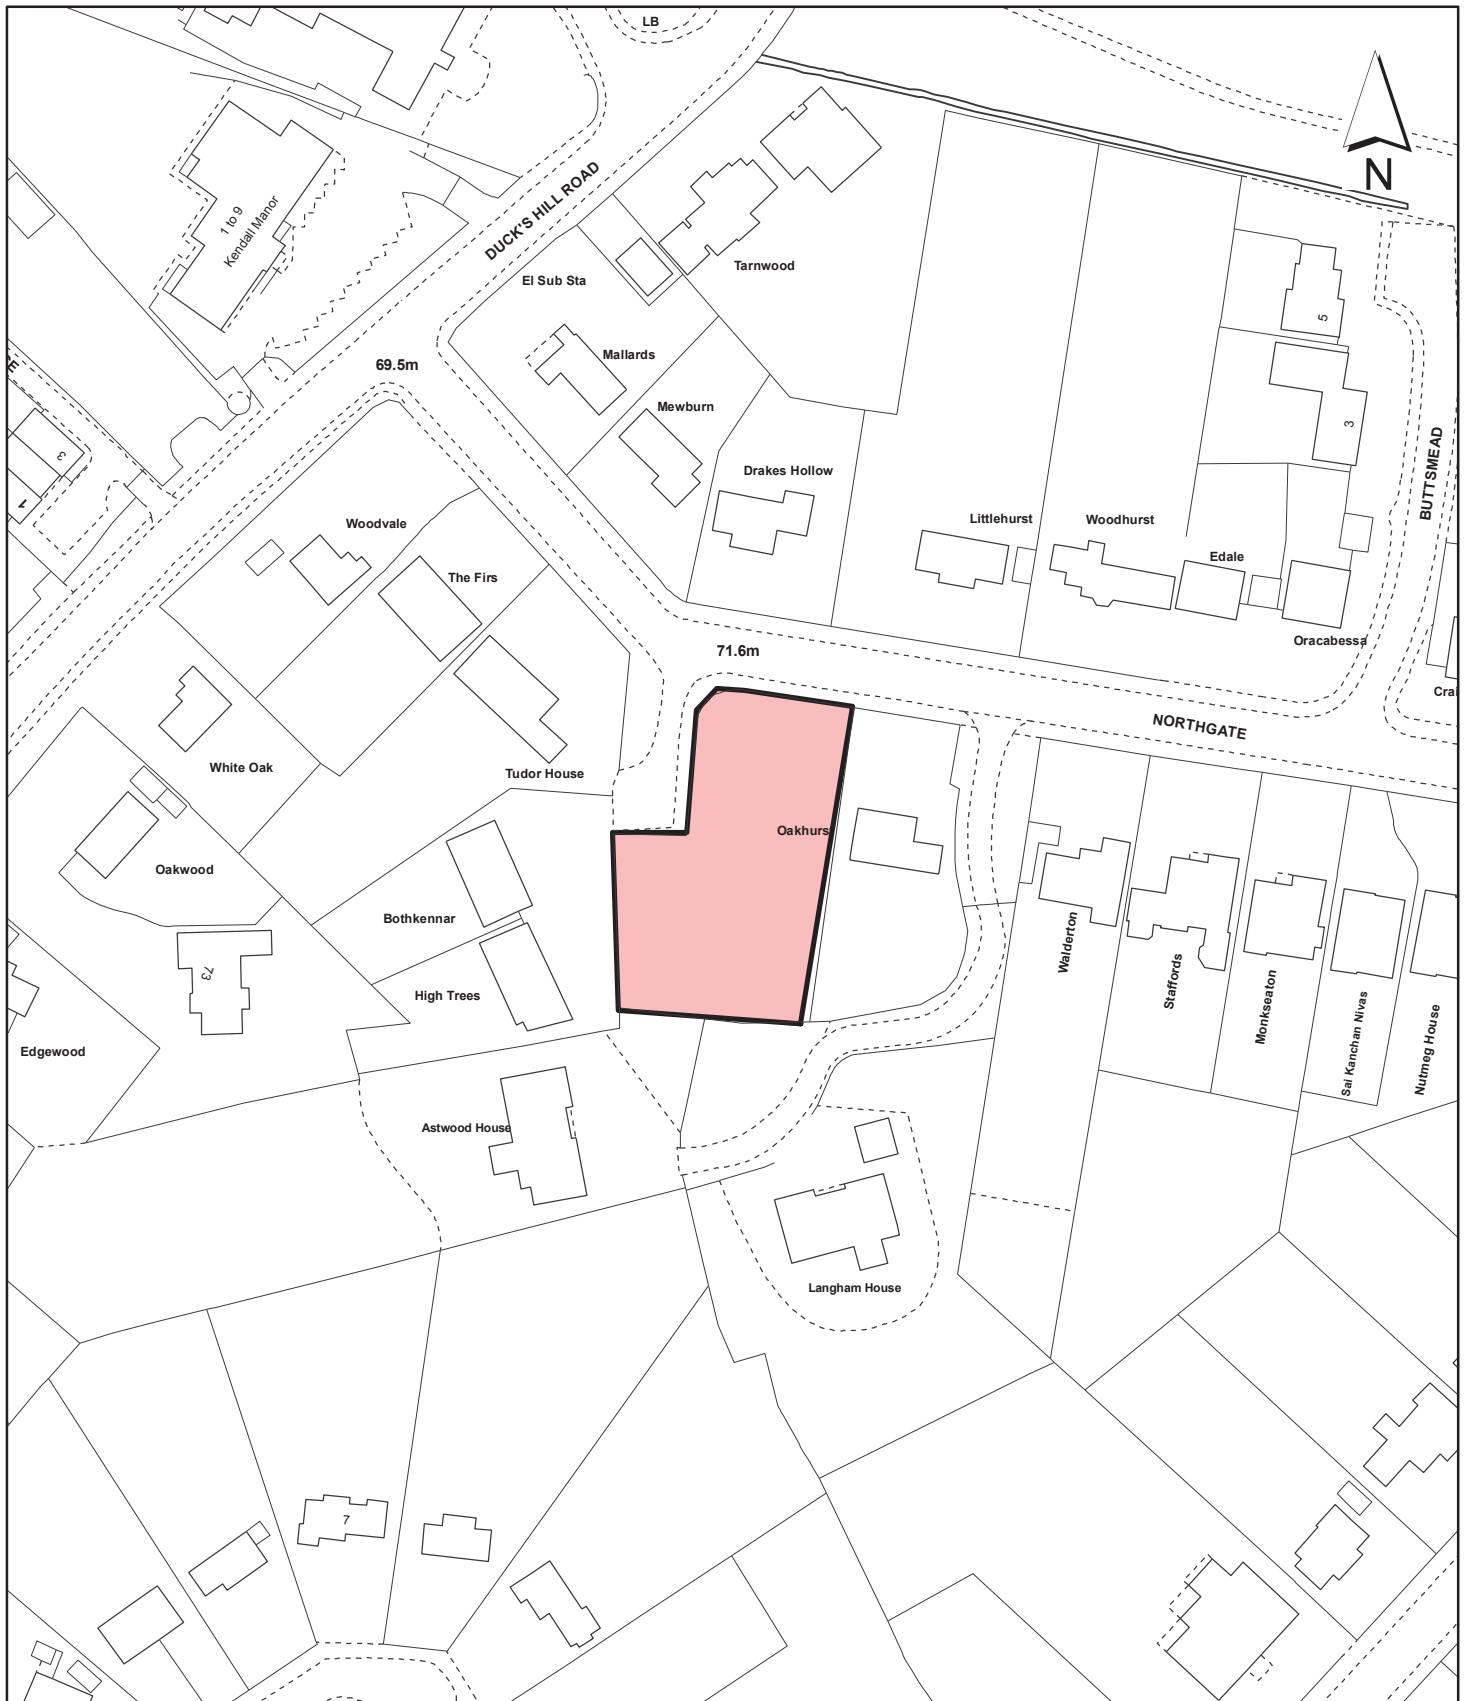 LB
N
1 to 9
Kendall Manor
DUCK'S HILL ROAD
El Sub Sta
Tarnwood
5
Mallards
69.5m
E
Mewburn
3
3
1
Drakes Hollow
BUTTSMEAD
Woodvale
Littlehurst
Woodhurst
Edale
The Firs
Oracabessa
71.6m
Crai
NORTHGATE
White Oak
Tudor House
Oakhurs
Oakwood
Bothkennar
73
High Trees
Walderton
Staffords
Monkseaton
Sai Kanchan Nivas
Nutmeg House
Edgewood
Astwood House
Langham House
7